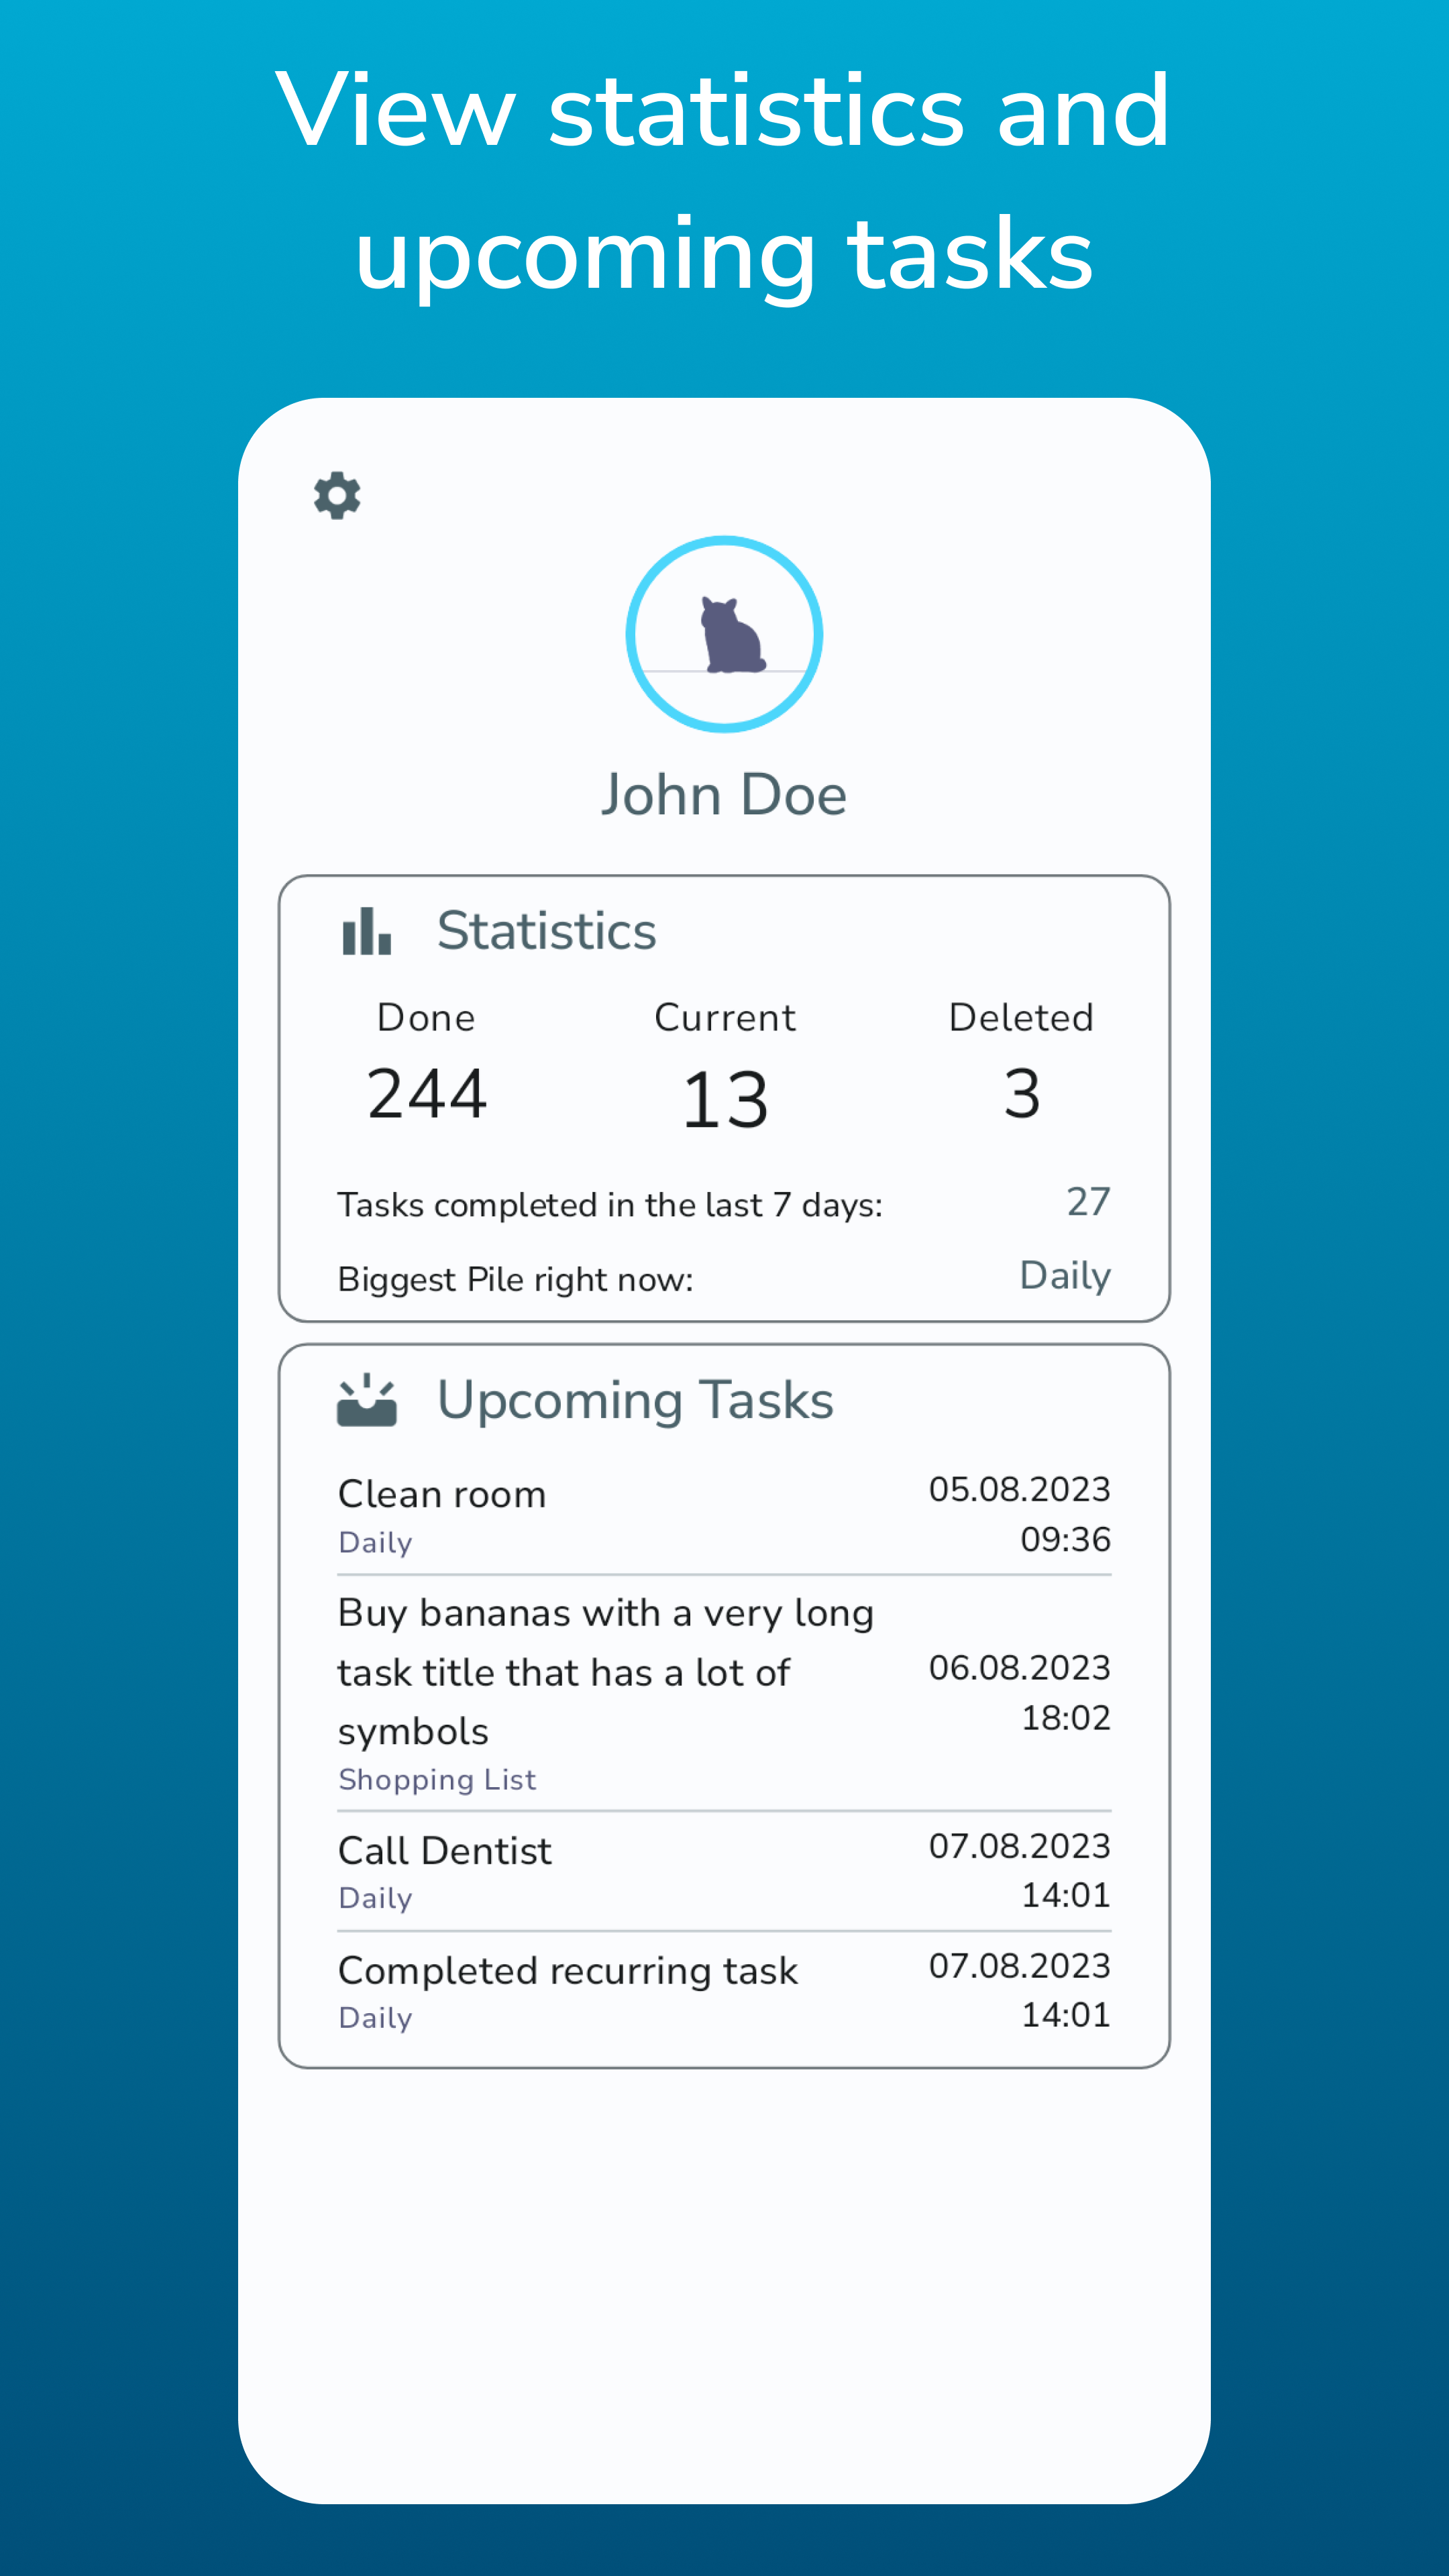 View statistics and
upcoming tasks
John Doe
Statistics
Done Current Deleted
244 13 3
Tasks completed in the last 7 days: 27
Biggest Pile right now: Daily
Upcoming Tasks
Clean room 05.08.2023
Daily 09:36
Buy bananas with a very long
task title that has a lot of 06.08.2023
symbols 18:02
Shopping List
Call Dentist 07.08.2023
Daily 14:01
Completed recurring task 07.08.2023
Daily 14:01